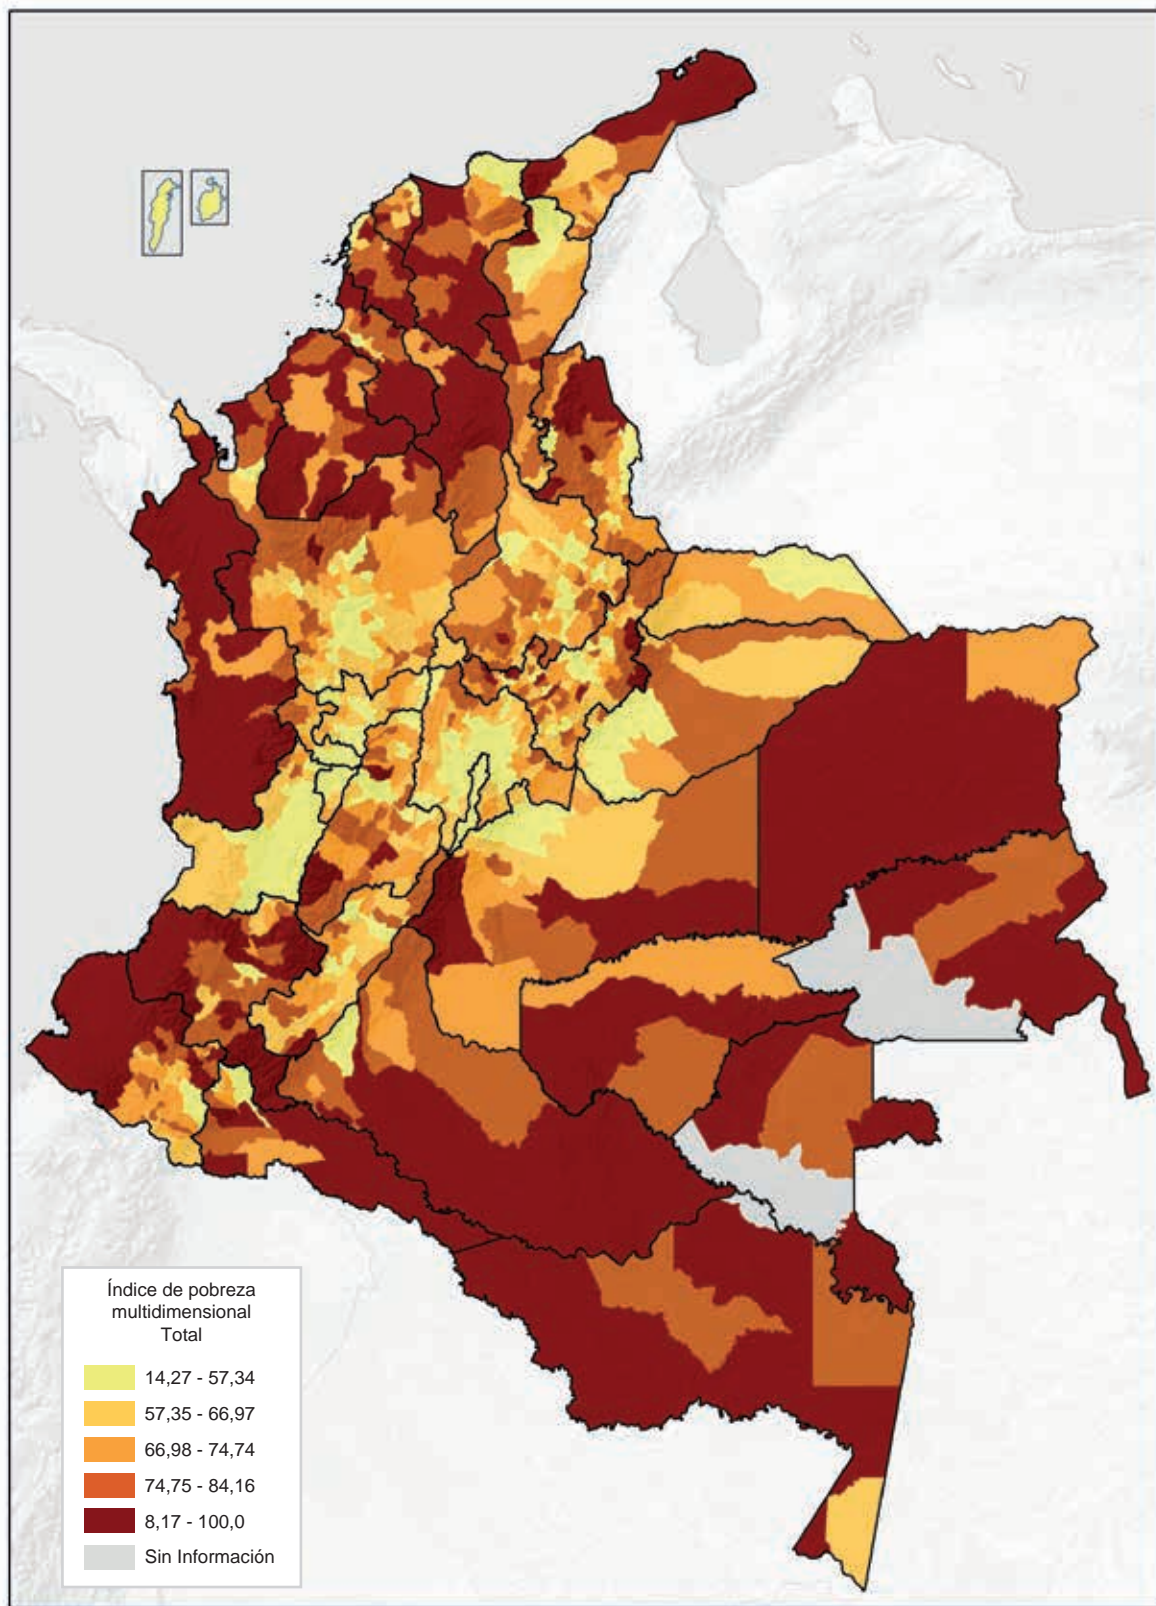 Índice de pobreza
multidimensional
Total
14,27 - 57,34
57,35 - 66,97
66,98 - 74,74
74,75 - 84,16
8,17 - 100,0
Sin Información